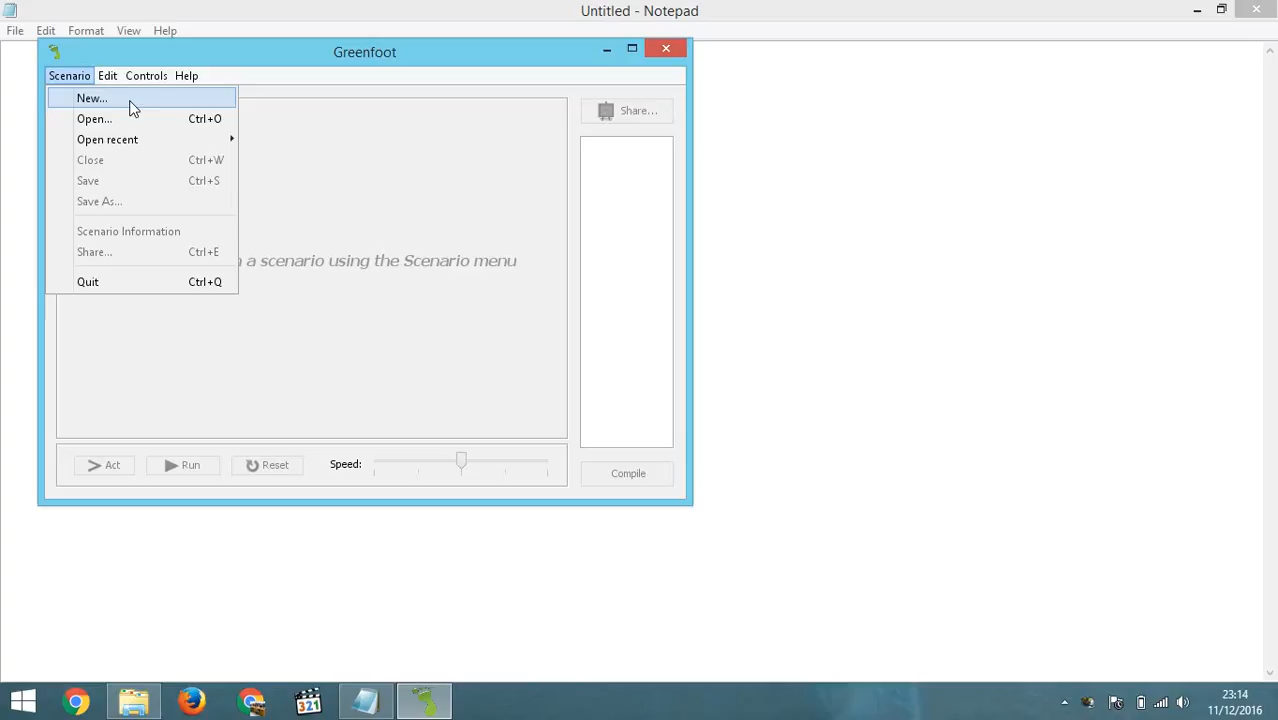 Untitled - Notepad
File Edit Format View Help
Greenfoot
Scenario Edit Controls Help
New...
Open... Ctrl+O
Open recent
Close Ctrl+W
Save Ctrl+S
Save As...
Scenario Information
Share... Ctrl+E
Quit Ctrl+Q
Share...
a scenario using the Scenario menu
Act Run Reset Speed:
Compile
321
23:14
11/12/2016